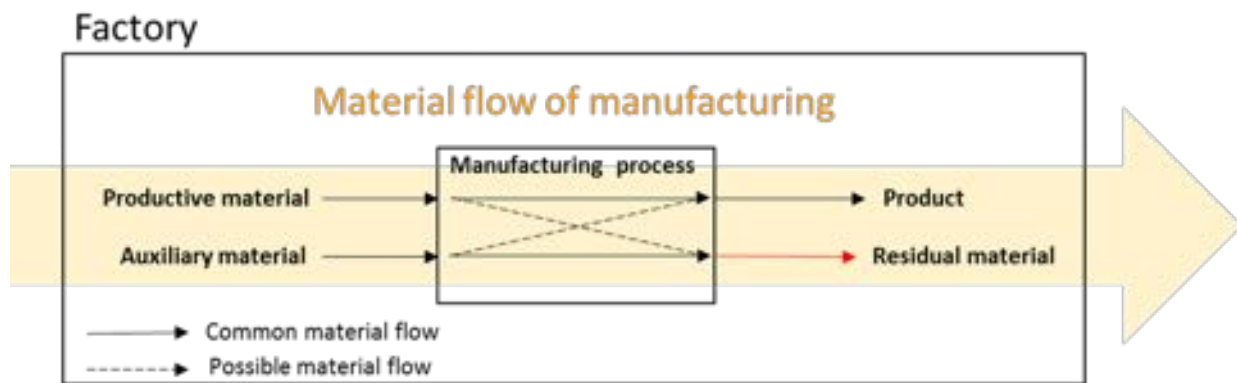 Factory
Material flow of manufacturing
Manufacturing process
Productive material
Product
Auxiliary material
Residual material
Common material flow
Possible material flow